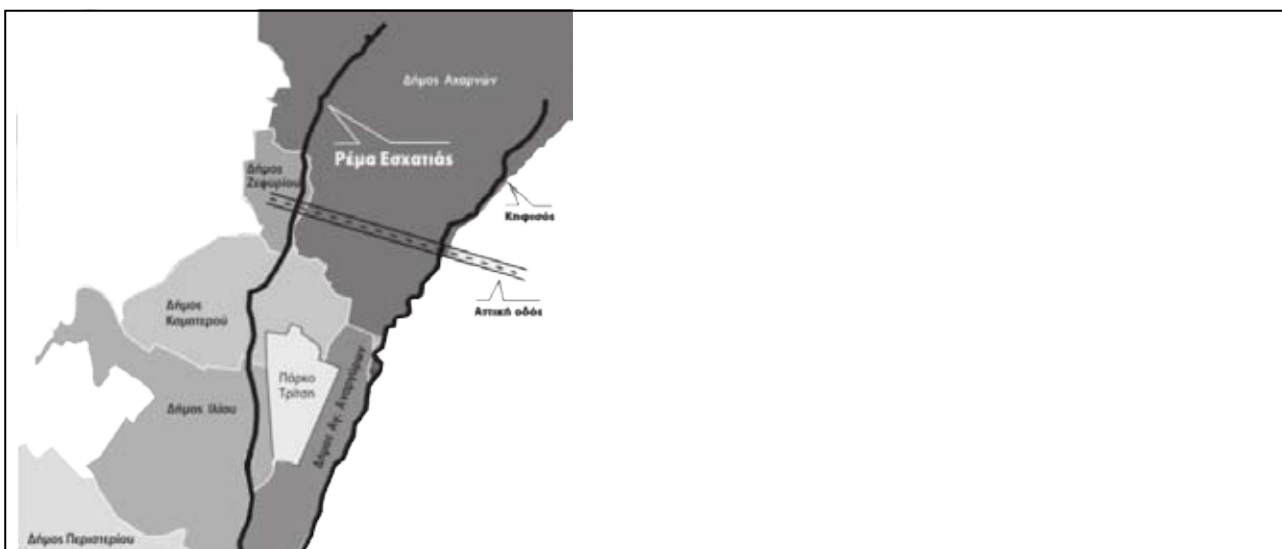 Δήμος Αχαρνών
Ρέμα Εσχατιάς
Δήμος
Ζεφυρίου
Κηφισός
Αττική οδός
Δήμος
Καματερού
Πάρκο
Τρίτση
Δήμος Ιλίου
Δήμος Αγ. Αναργύρων
Δήμος Περιστερίου